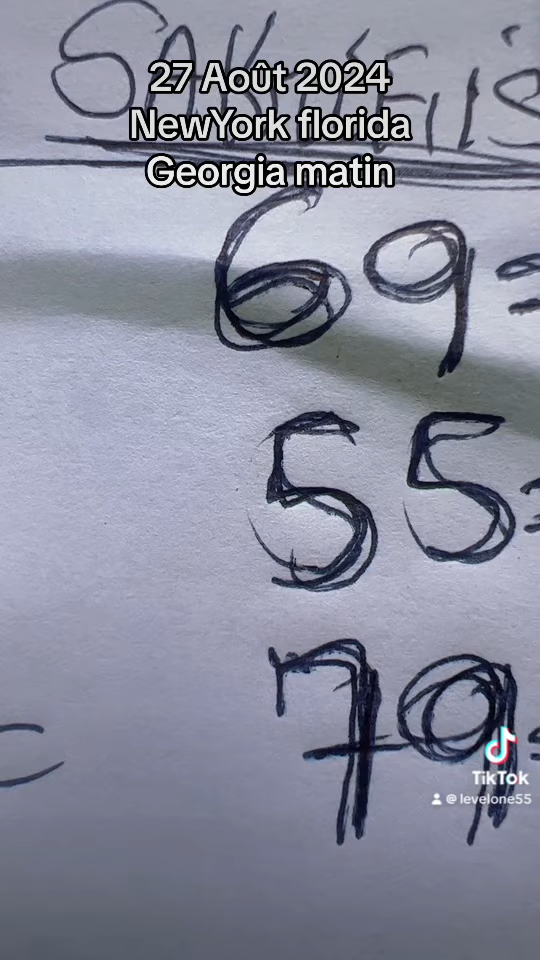 27 Août 2024
NewYork florida
Georgia matin
69=
55=
79=
=
TikTok
@levelone55